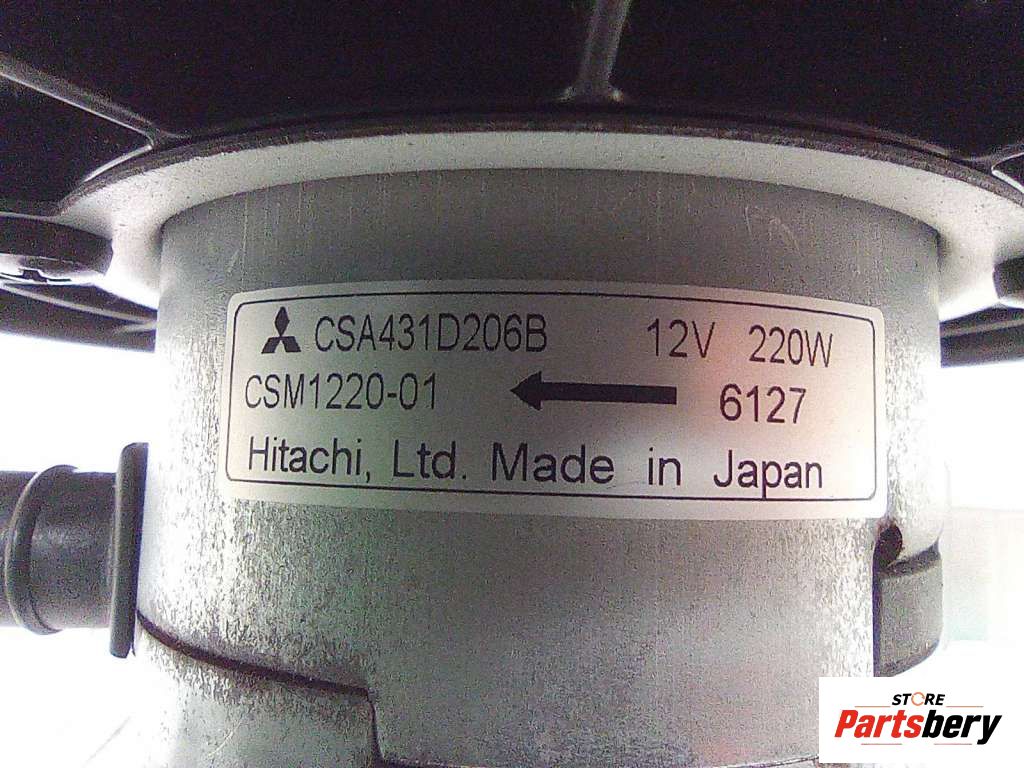 CSA431D206B 12V 220W
CSM1220-01 6127
Hitachi, Ltd. Made in Japan
STORE
Partsbery